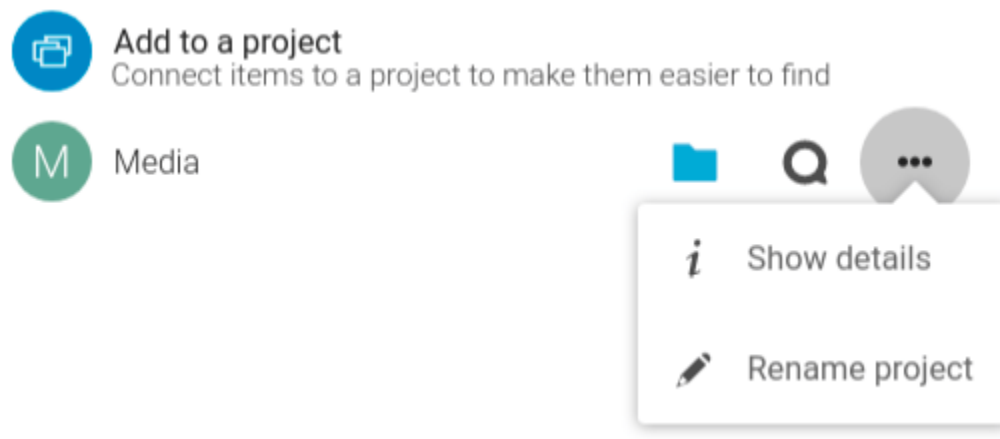 Add to a project
Connect items to a project to make them easier to find
M Media
Show details
Rename project